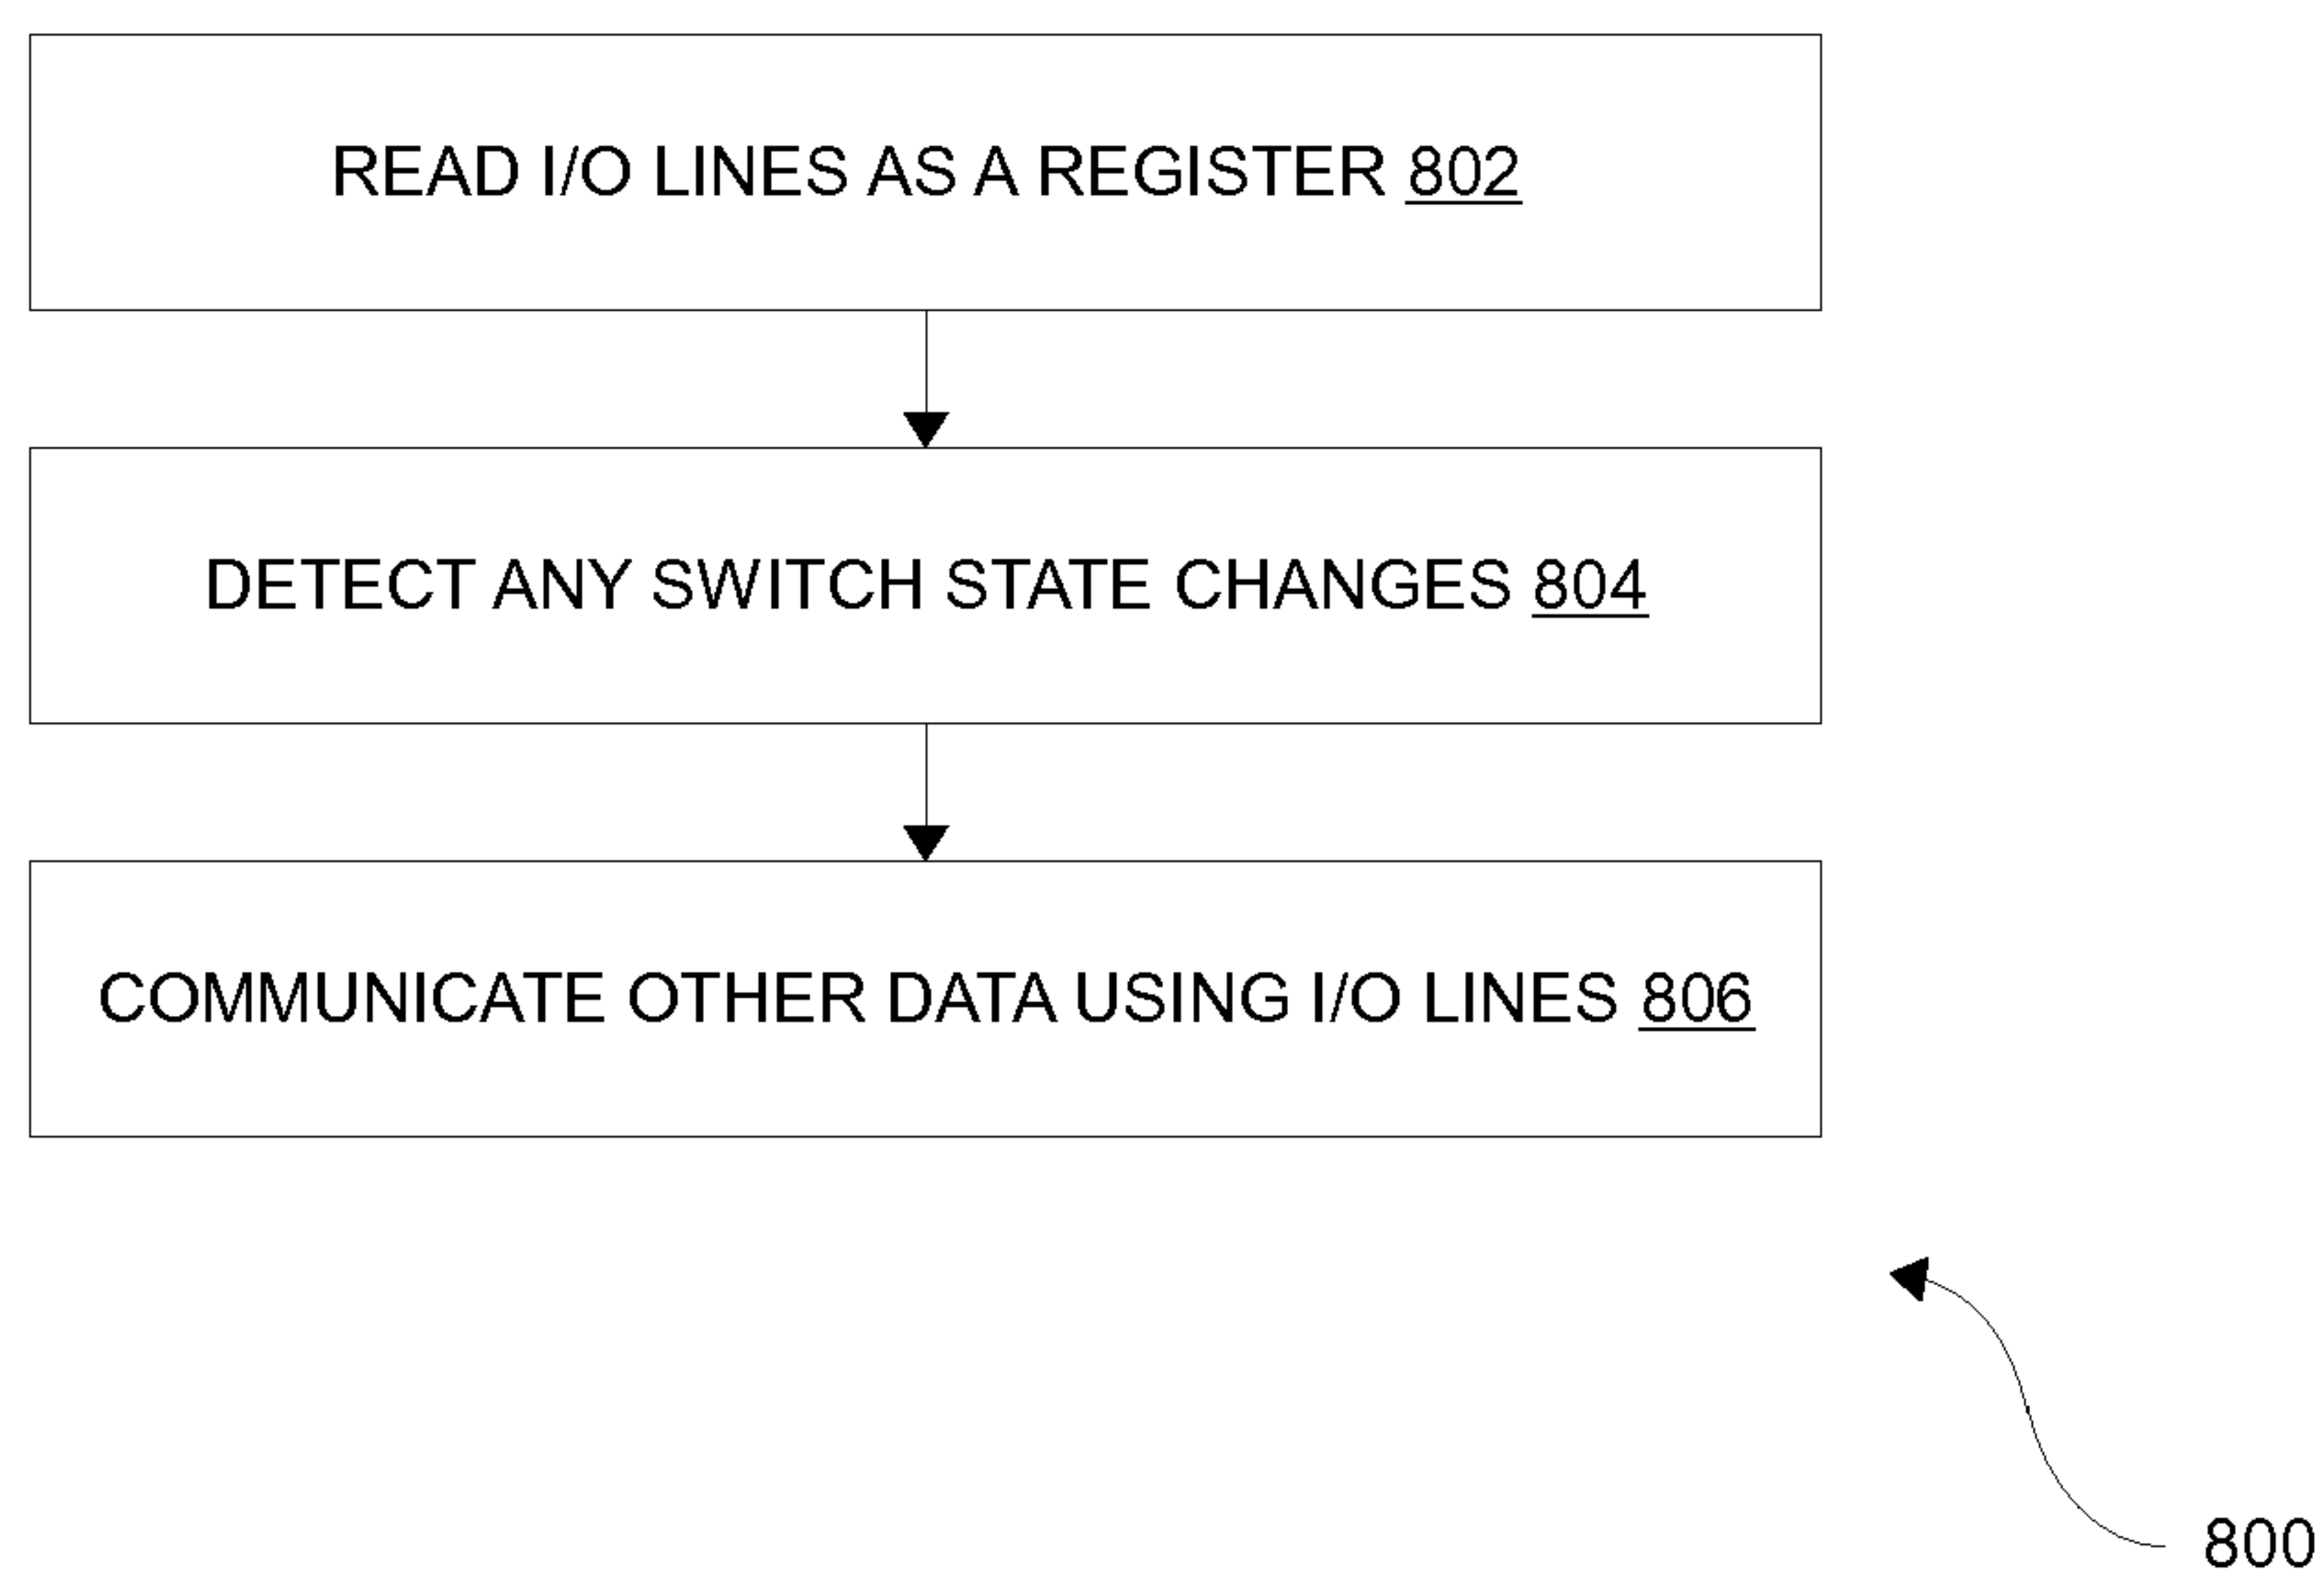 READ I/O LINES AS A REGISTER 802
DETECT ANY SWITCH STATE CHANGES 804
COMMUNICATE OTHER DATA USING I/O LINES 806
800